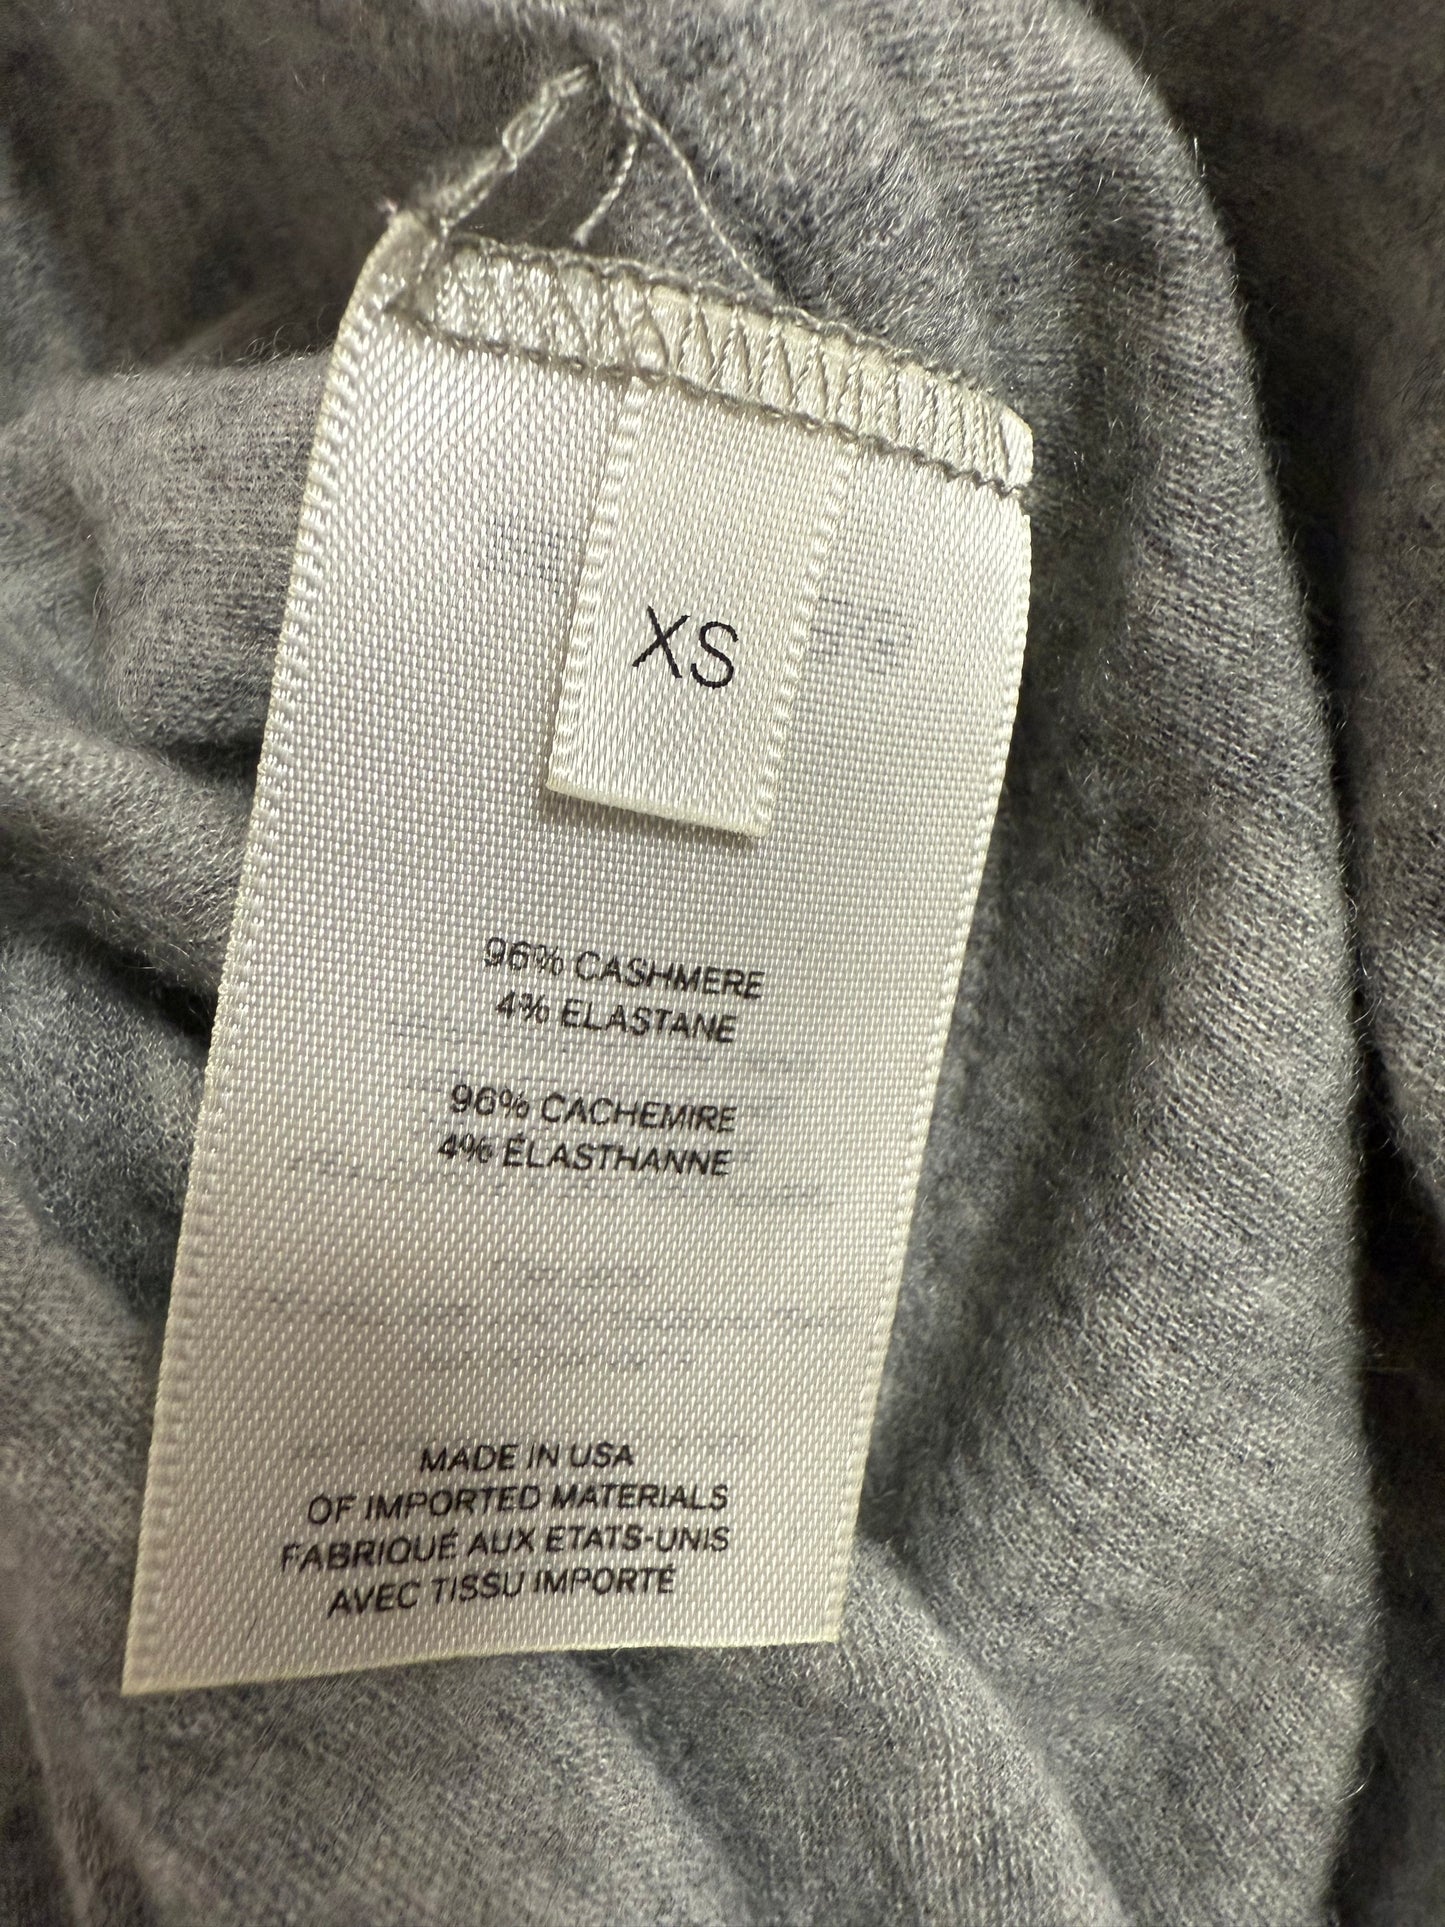 XS
96% CASHMERE
4% ELASTANE
96% CACHEMIRE
4% ÉLASTHANNE
MADE IN USA
OF IMPORTED MATERIALS
FABRIQUÉ AUX ETATS-UNIS
AVEC TISSU IMPORTÉ